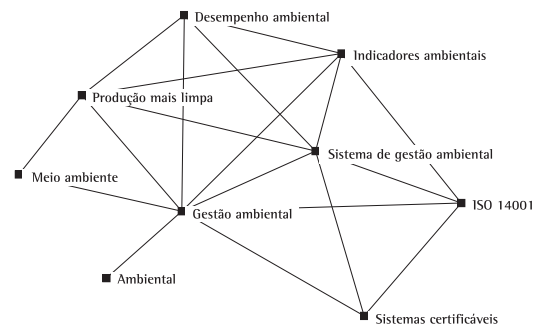 Desempenho ambiental
Indicadores ambientais
Produção mais limpa
Sistema de gestão ambiental
Meio ambiente
ISO 14001
Gestão ambiental
Ambiental
Sistemas certificáveis